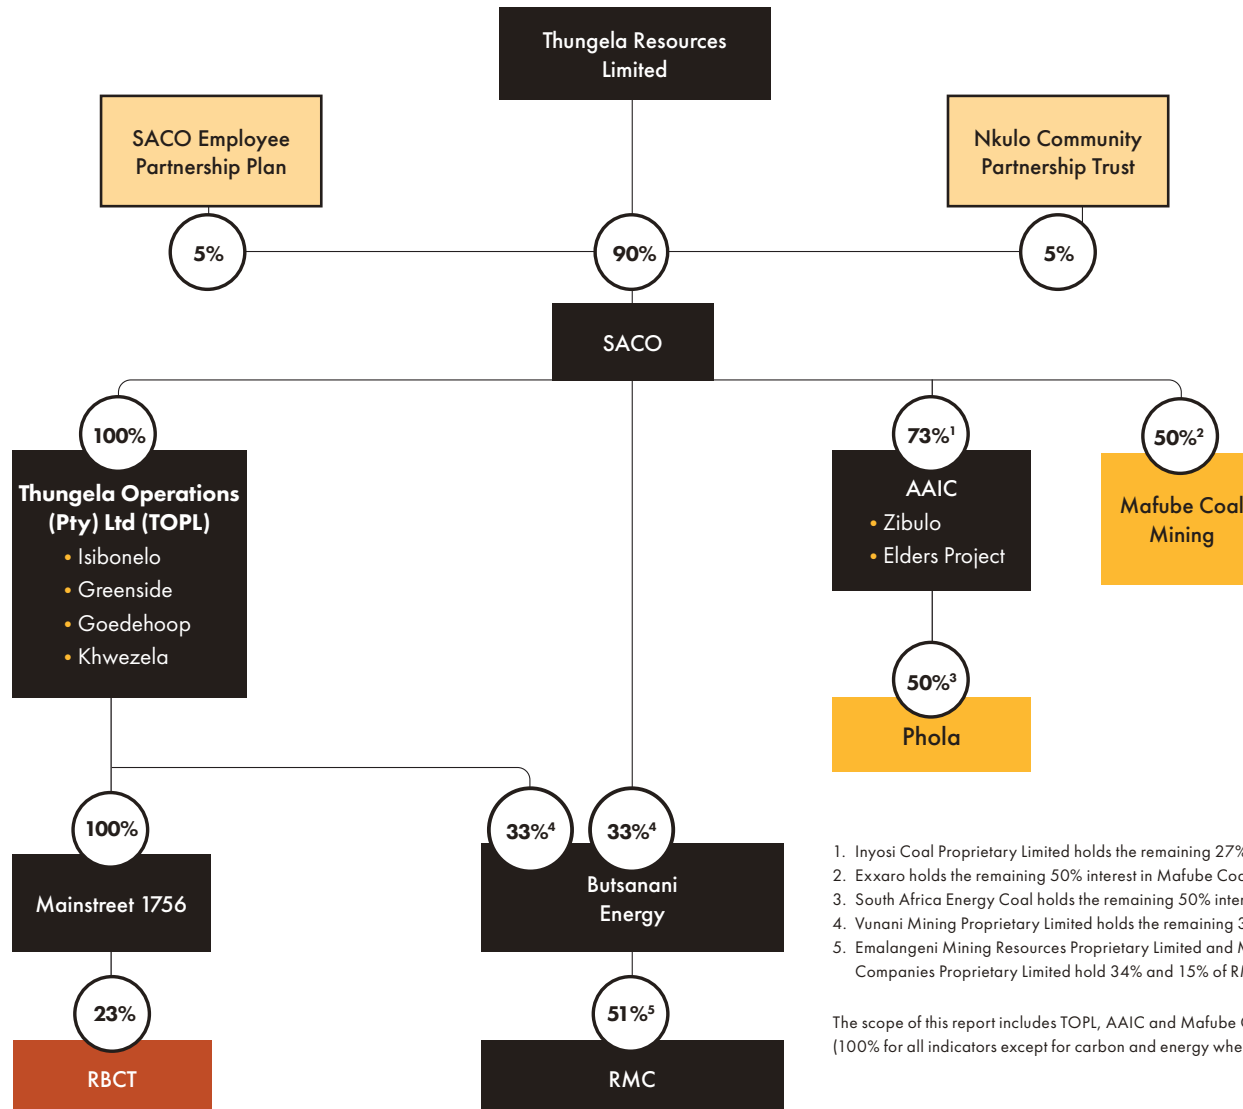 Thungela Resources
Limited
SACO Employee
Partnership Plan
Nkulo Community
Partnership Trust
5%
90%
5%
SACO
100%
73%¹
50%²
Thungela Operations
(Pty) Ltd (TOPL)
• Isibonelo
• Greenside
• Goedehoop
• Khwezela
AAIC
• Zibulo
• Elders Project
Mafube Coal
Mining
50%³
Phola
100%
33%⁴
33%⁴
Mainstreet 1756
Butsanani
Energy
23%
51%⁵
RBCT
RMC
1. Inyosi Coal Proprietary Limited holds the remaining 27%
2. Exxaro holds the remaining 50% interest in Mafube
3. South Africa Energy Coal holds the remaining 50%
4. Vunani Mining Proprietary Limited holds the remaining
5. Emalangeni Mining Resources Proprietary Limited and
Companies Proprietary Limited hold 34% and 15% of
The scope of this report includes TOPL, AAIC and Mafube
(100% for all indicators except for carbon and energy